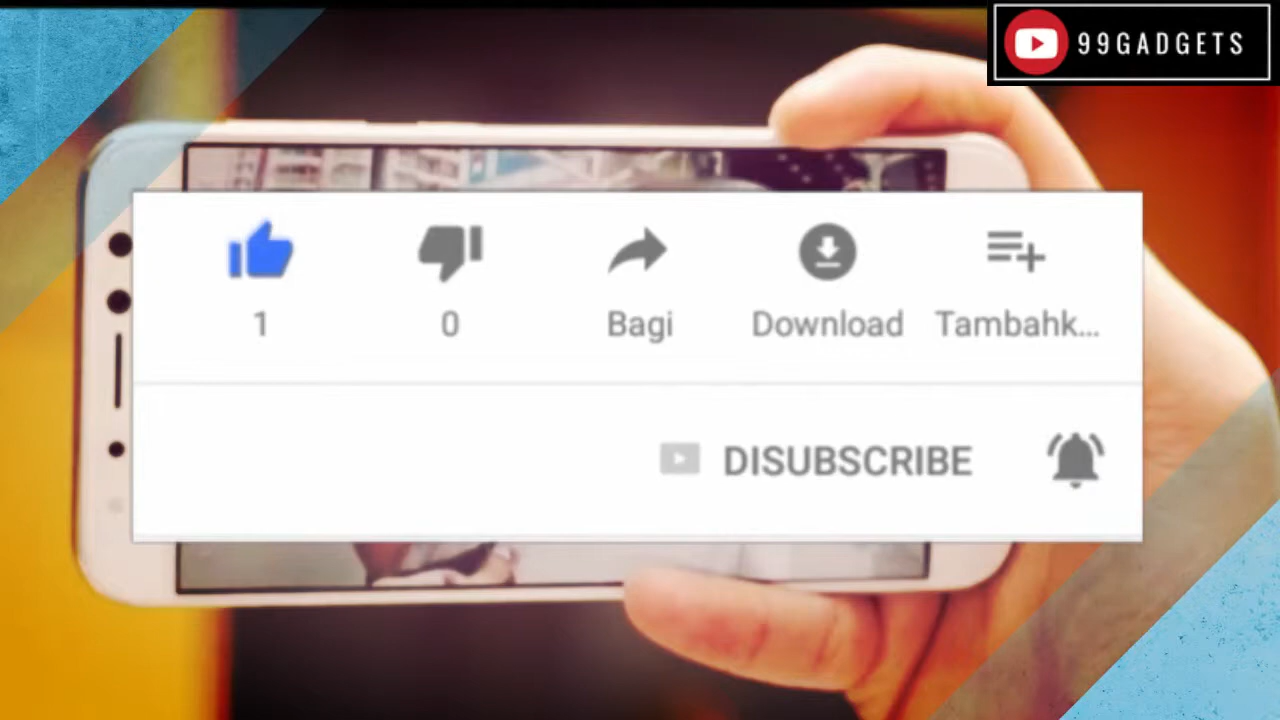 99GADGETS
1
0
Bagi
Download
Tambahk...
DISUBSCRIBE